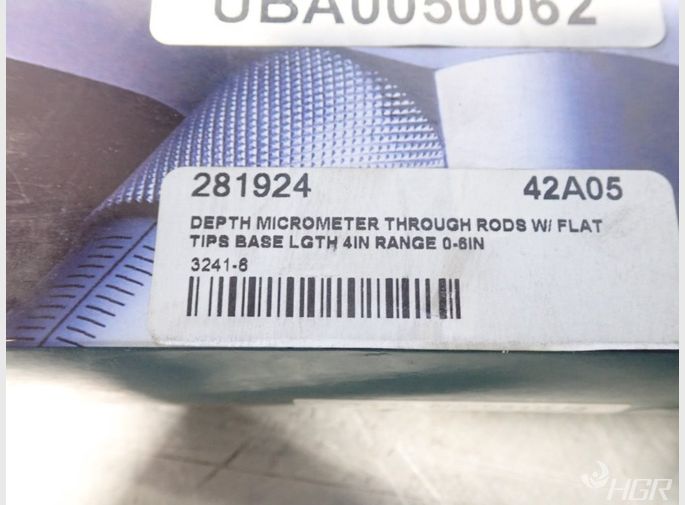 UBA0050062
281924 42A05
DEPTH MICROMETER THROUGH RODS W/ FLAT
TIPS BASE LGTH 4IN RANGE 0-6IN
3241-6
HGR